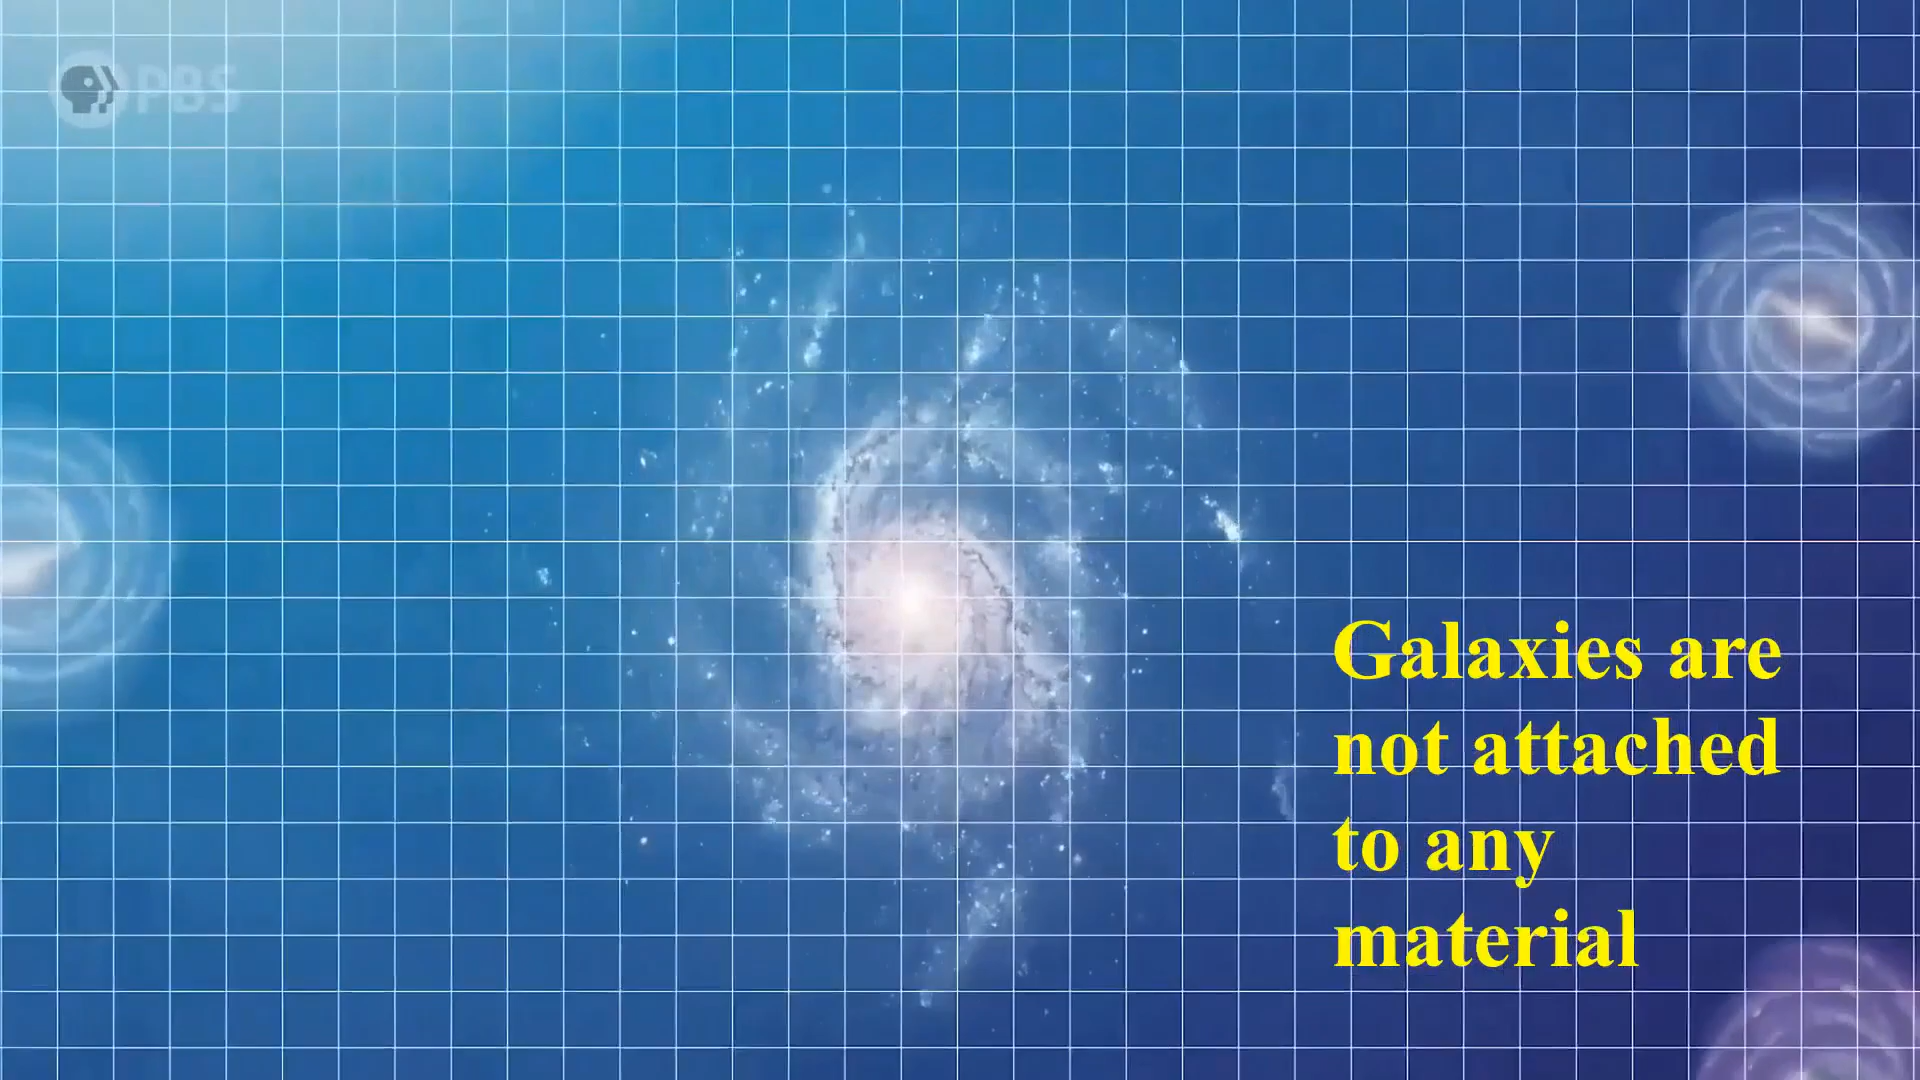 PBS
Galaxies are
not attached
to any
material